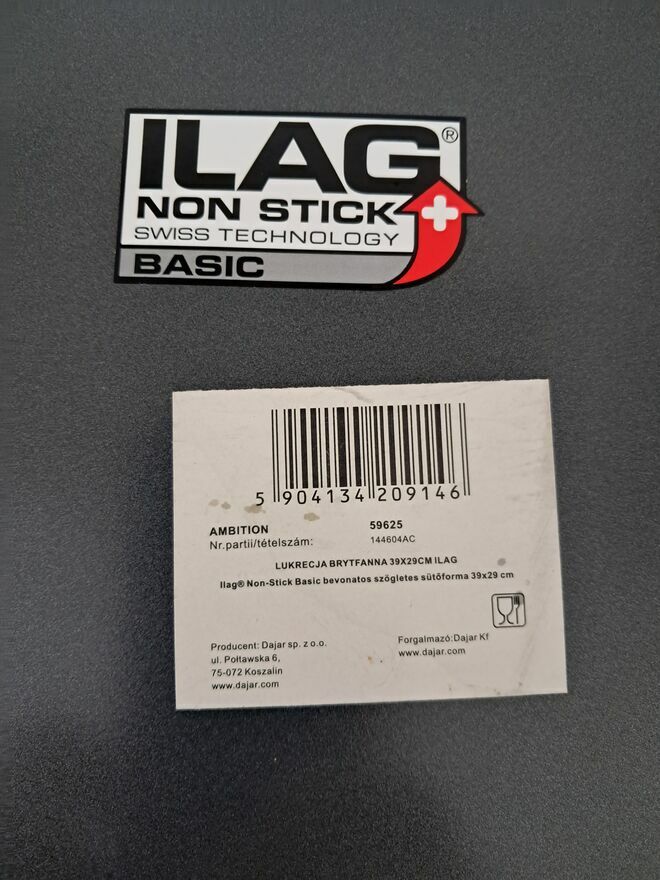 ILAG®
NON STICK
SWISS TECHNOLOGY
BASIC
5 904134 209146
AMBITION 59625
Nr.partii/tételszám: 144604AC
LUKRECJA BRYTFANNA 39X29CM ILAG
Ilag® Non-Stick Basic bevonatos szögletes sütőforma 39x29 cm
Producent: Dajar sp. z o.o.
ul. Połtawska 6,
75-072 Koszalin
www.dajar.com
Forgalmazó:Dajar Kf
www.dajar.com